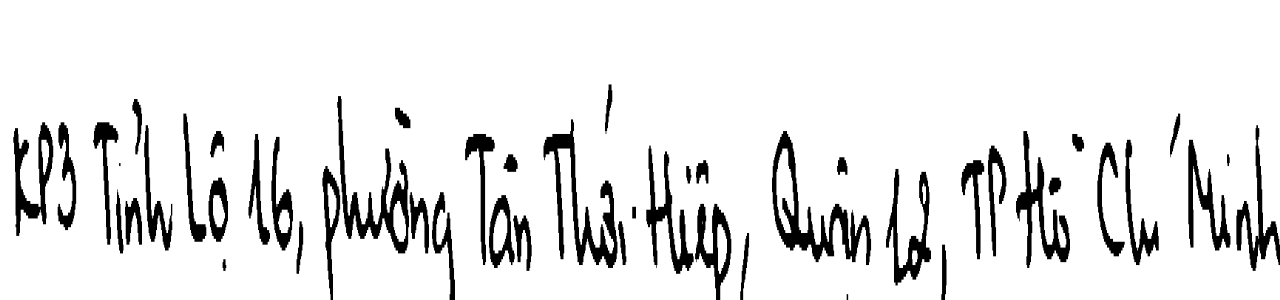 KP3 Tỉnh Lộ 16, phường Tân Thới Hiệp, Quận 12, TP Hồ Chí Minh